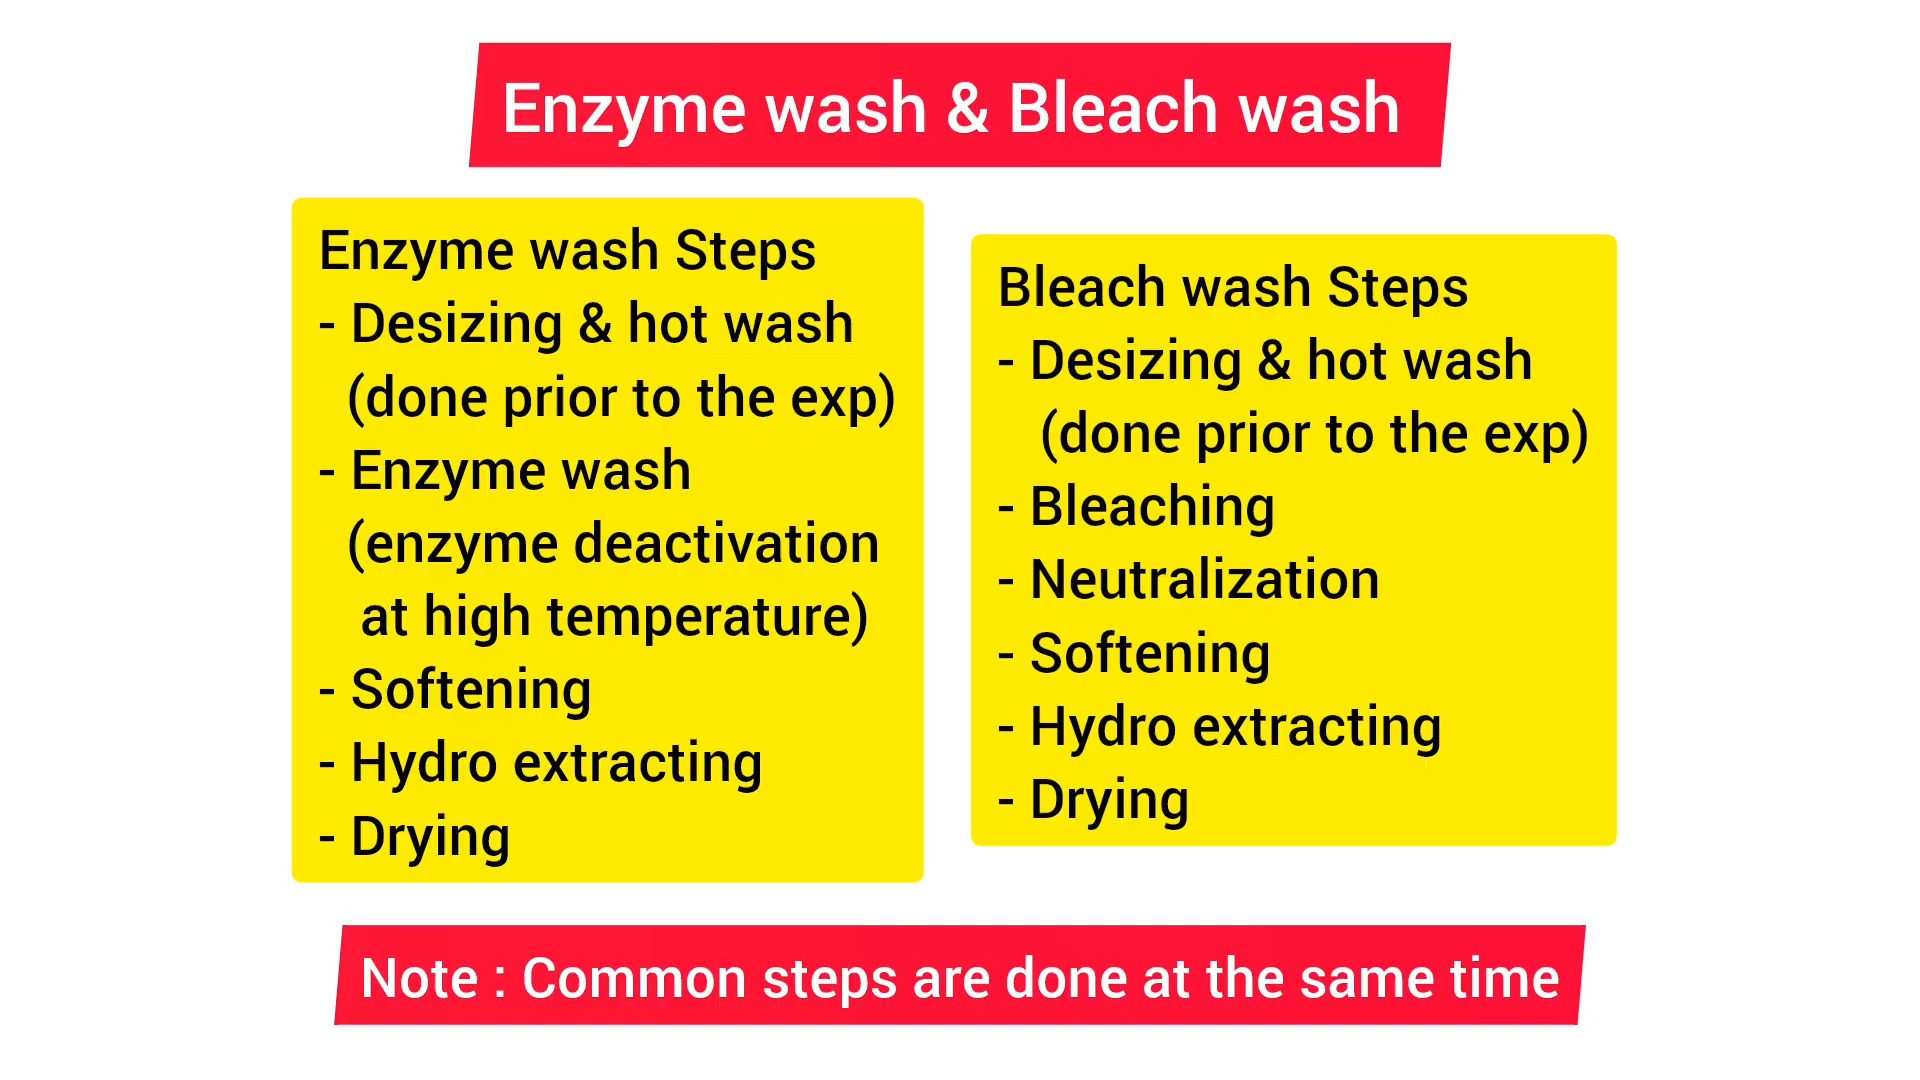 Enzyme wash & Bleach wash
Enzyme wash Steps
- Desizing & hot wash
(done prior to the exp)
- Enzyme wash
(enzyme deactivation
at high temperature)
- Softening
- Hydro extracting
- Drying
Bleach wash Steps
- Desizing & hot wash
(done prior to the exp)
- Bleaching
- Neutralization
- Softening
- Hydro extracting
- Drying
Note : Common steps are done at the same time